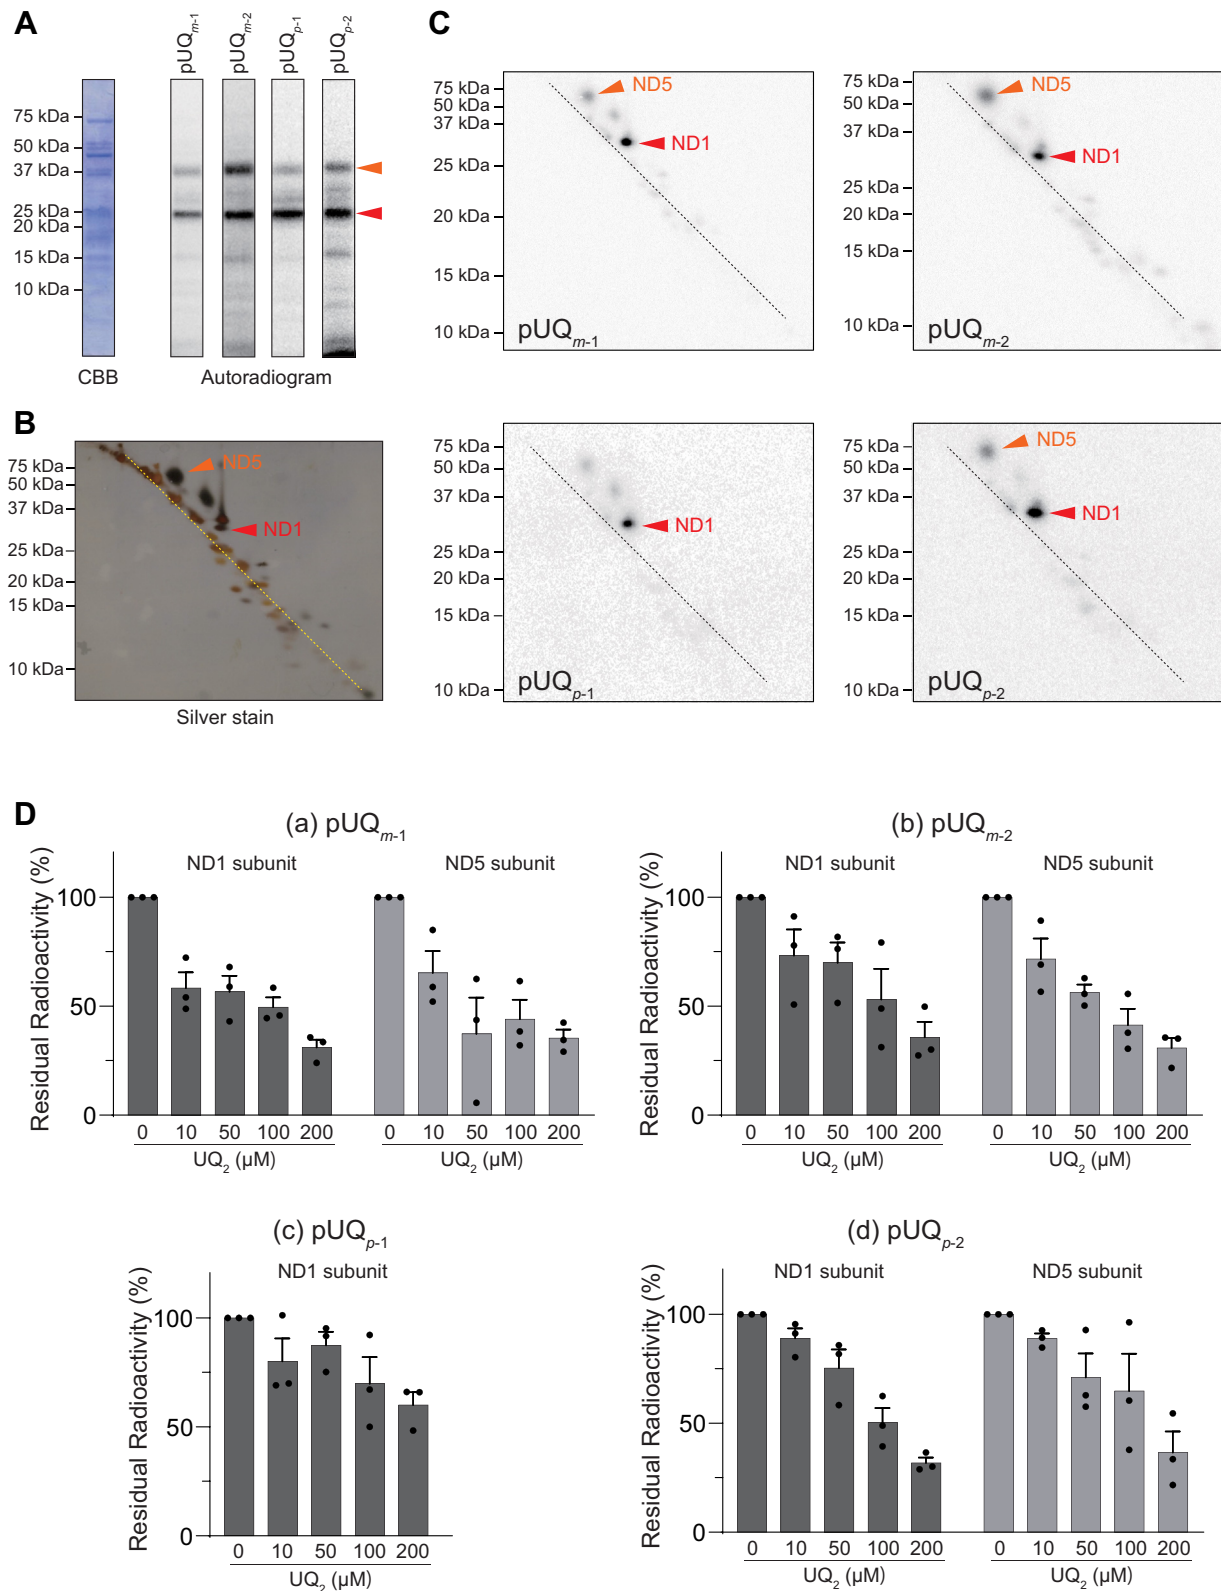 A
pUQm-1
pUQm-2
pUQp-1
pUQp-2
75 kDa
50 kDa
37 kDa
25 kDa
20 kDa
15 kDa
10 kDa
CBB
Autoradiogram
B
75 kDa
50 kDa
37 kDa
25 kDa
20 kDa
15 kDa
10 kDa
ND5
ND1
Silver stain
C
75 kDa
50 kDa
37 kDa
25 kDa
20 kDa
15 kDa
10 kDa
ND5
ND1
pUQm-1
75 kDa
50 kDa
37 kDa
25 kDa
20 kDa
15 kDa
10 kDa
ND5
ND1
pUQm-2
75 kDa
50 kDa
37 kDa
25 kDa
20 kDa
15 kDa
10 kDa
ND1
pUQp-1
75 kDa
50 kDa
37 kDa
25 kDa
20 kDa
15 kDa
10 kDa
ND5
ND1
pUQp-2
D
(a) pUQm-1
ND1 subunit ND5 subunit
Residual Radioactivity (%)
100
50
0
0 10 50 100 200 0 10 50 100 200
UQ2 (µM) UQ2 (µM)
(b) pUQm-2
ND1 subunit ND5 subunit
Residual Radioactivity (%)
100
50
0
0 10 50 100 200 0 10 50 100 200
UQ2 (µM) UQ2 (µM)
(c) pUQp-1
ND1 subunit
Residual Radioactivity (%)
100
50
0
0 10 50 100 200
UQ2 (µM)
(d) pUQp-2
ND1 subunit ND5 subunit
Residual Radioactivity (%)
100
50
0
0 10 50 100 200 0 10 50 100 200
UQ2 (µM) UQ2 (µM)